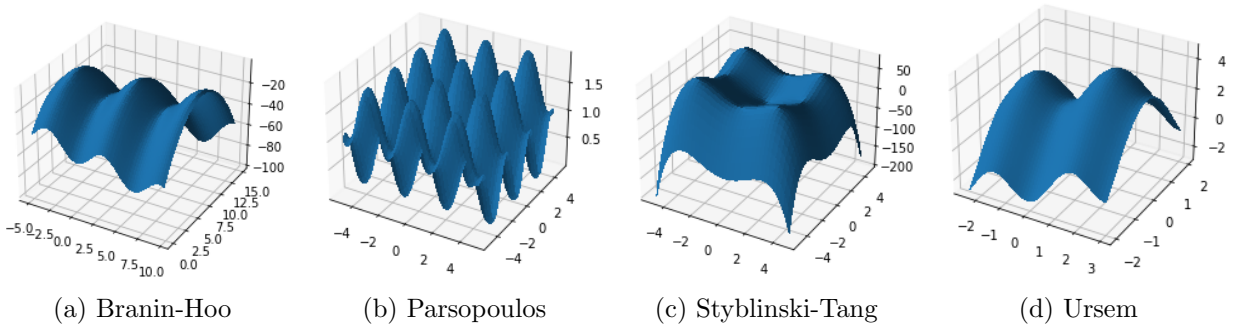 −20
−40
−60
−80
−100
−5.0 −2.5 0.0 2.5 5.0 7.5 10.0
0.0 2.5 5.0 7.5 10.0 12.5 15.0
1.5
1.0
0.5
−4 −2 0 2 4
−4 −2 0 2 4
50
0
−50
−100
−150
−200
−4 −2 0 2 4
−4 −2 0 2 4
4
2
0
−2
−2 −1 0 1 2 3
−2 −1 0 1 2
(a) Branin-Hoo
(b) Parsopoulos
(c) Styblinski-Tang
(d) Ursem